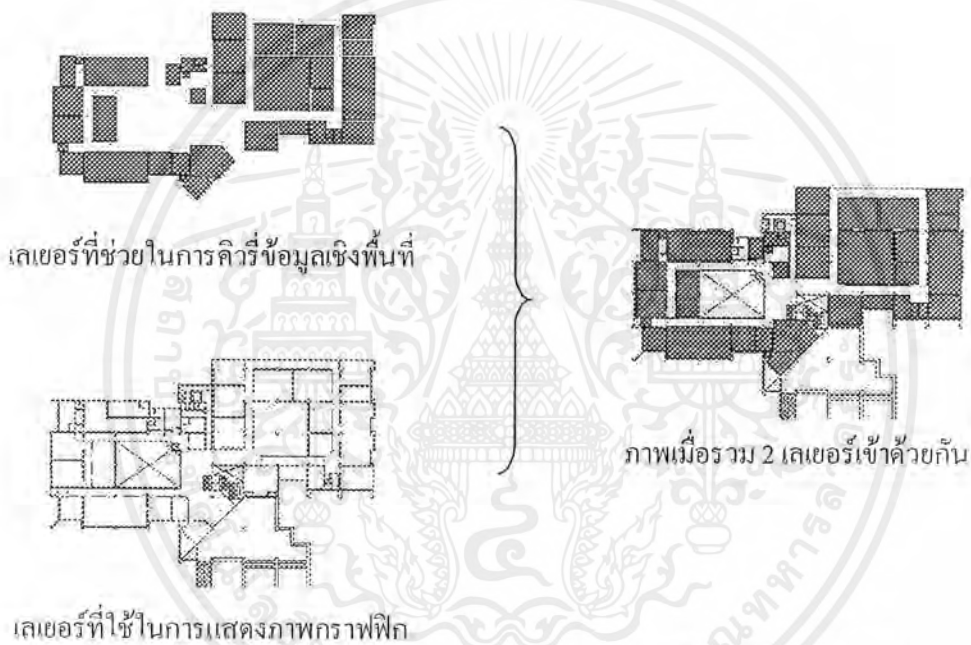 เลเยอร์ที่ช่วยในการคิวรี่ข้อมูลเชิงพื้นที่
ภาพเมื่อรวม 2 เลเยอร์เข้าด้วยกัน
เลเยอร์ที่ใช้ในการแสดงภาพกราฟฟิก